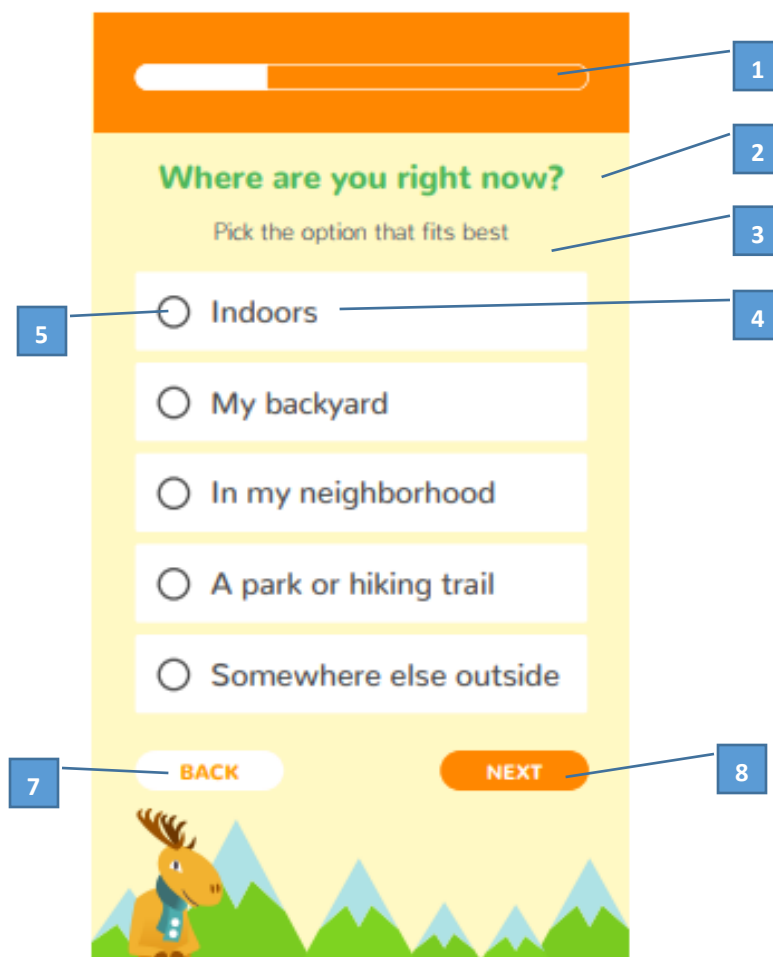 1
2
Where are you right now?
3
Pick the option that fits best
5
Indoors
4
My backyard
In my neighborhood
A park or hiking trail
Somewhere else outside
7
BACK
NEXT
8